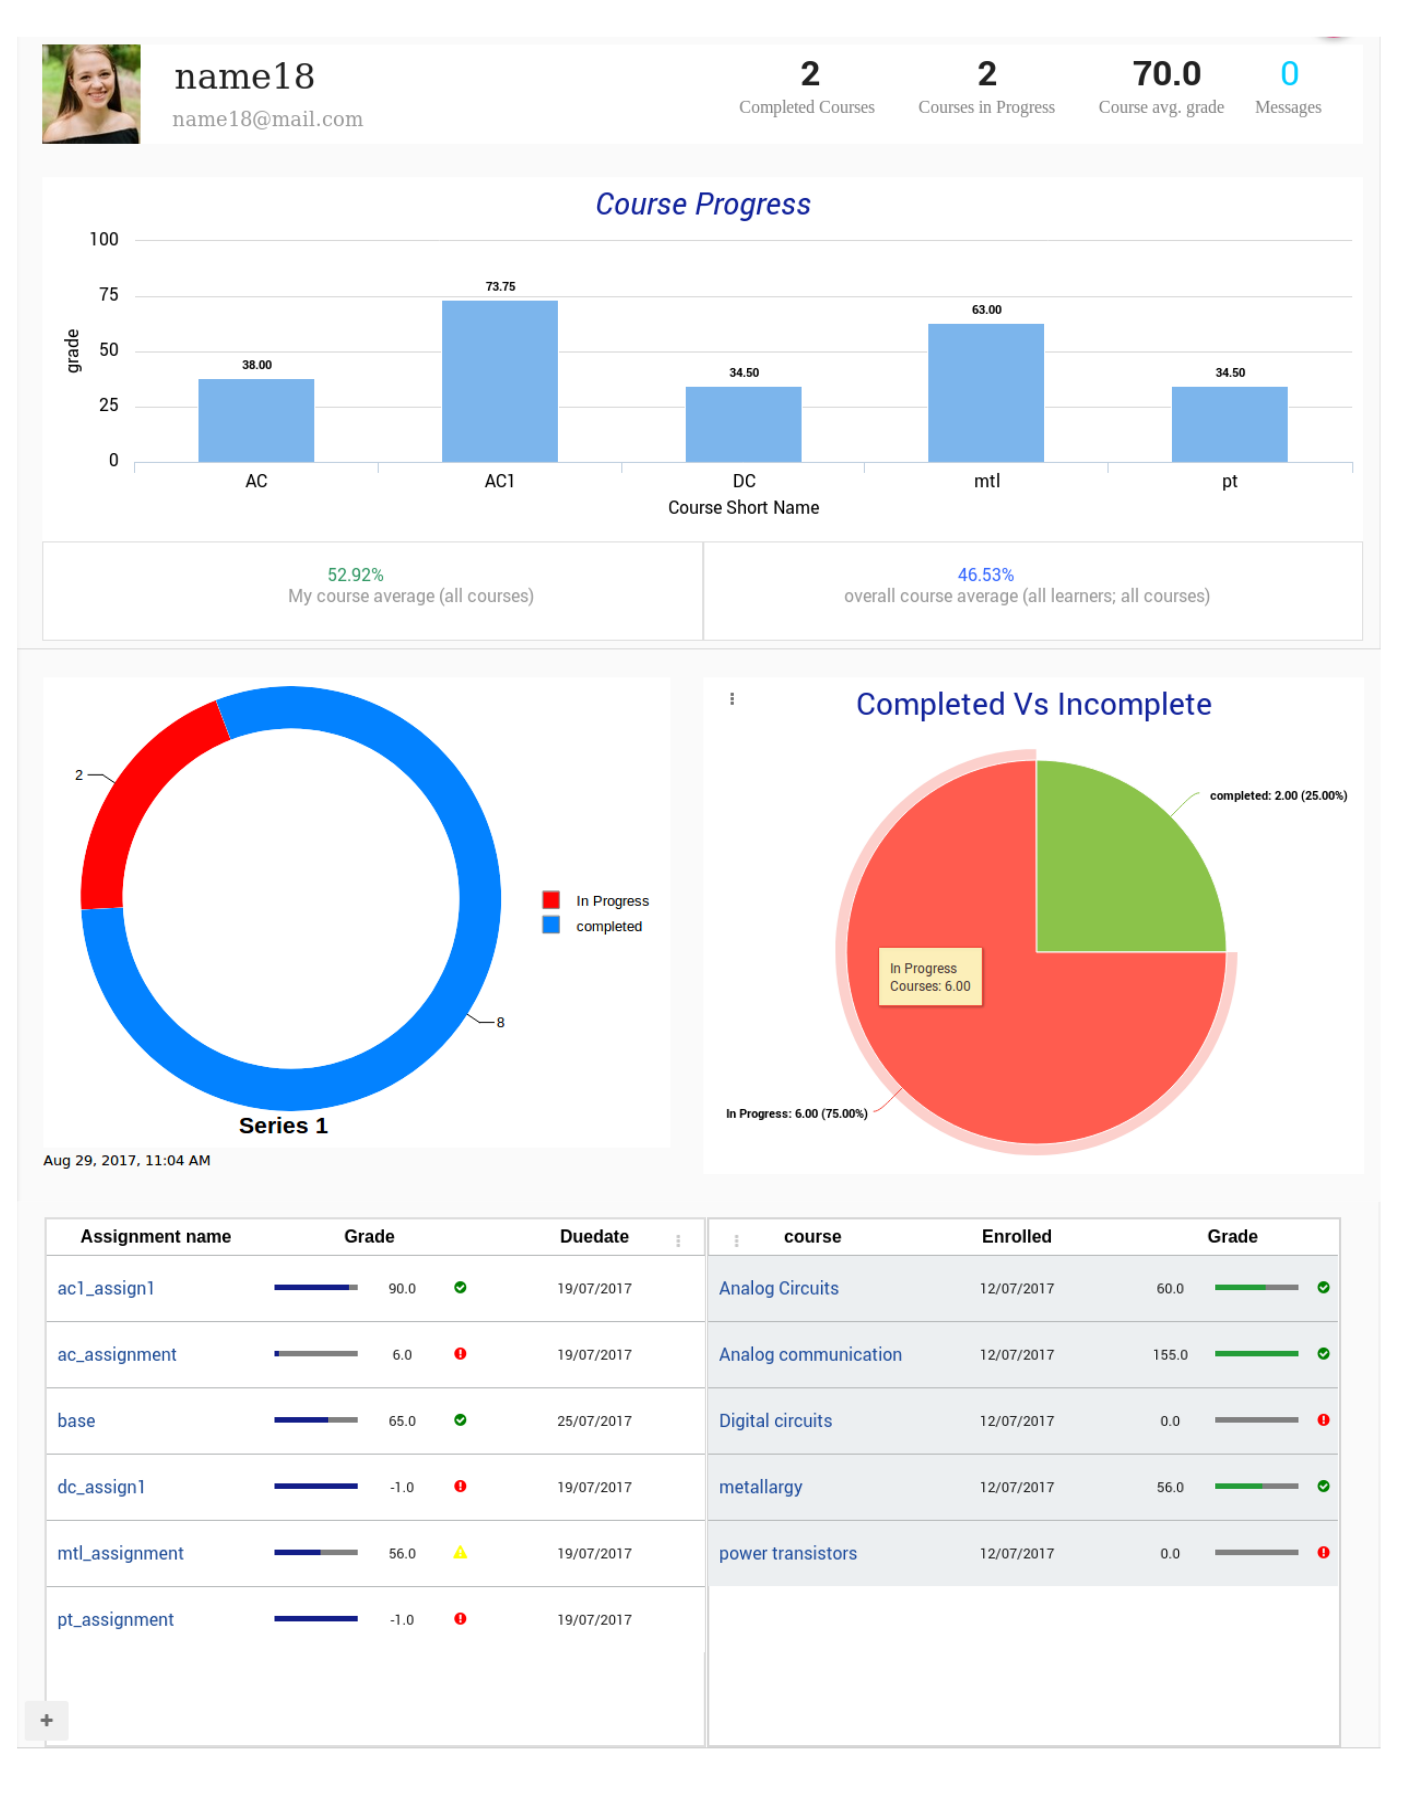 name18
name18@mail.com
2
Completed Courses
2
Courses in Progress
70.0
Course avg. grade
0
Messages
Course Progress
100
75
50
25
0
grade
38.00
73.75
34.50
63.00
34.50
AC
AC1
DC
mtl
pt
Course Short Name
52.92%
My course average (all courses)
46.53%
overall course average (all learners; all courses)
2
8
In Progress
completed
Series 1
Aug 29, 2017, 11:04 AM
Completed Vs Incomplete
completed: 2.00 (25.00%)
In Progress
Courses: 6.00
In Progress: 6.00 (75.00%)
Assignment name Grade Duedate
ac1_assign1 90.0 19/07/2017
ac_assignment 6.0 19/07/2017
base 65.0 25/07/2017
dc_assign1 -1.0 19/07/2017
mtl_assignment 56.0 19/07/2017
pt_assignment -1.0 19/07/2017
course Enrolled Grade
Analog Circuits 12/07/2017 60.0
Analog communication 12/07/2017 155.0
Digital circuits 12/07/2017 0.0
metallargy 12/07/2017 56.0
power transistors 12/07/2017 0.0